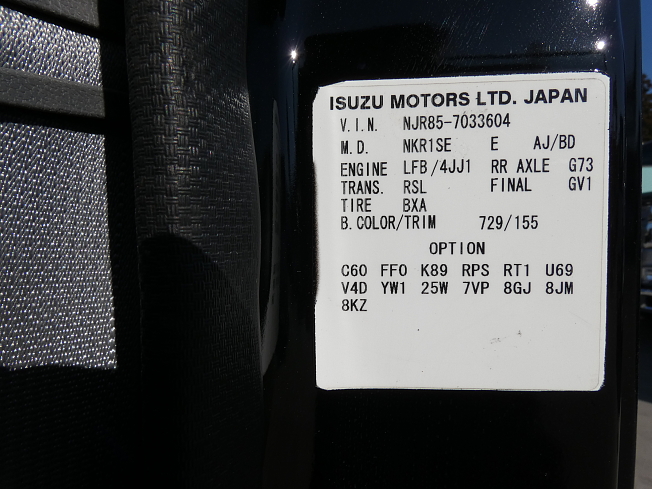 ISUZU MOTORS LTD. JAPAN
V.I.N. NJR85-7033604
M.D. NKR1SE E AJ/BD
ENGINE LFB/4JJ1 RR AXLE G73
TRANS. RSL FINAL GV1
TIRE BXA
B.COLOR/TRIM 729/155
OPTION
C60 FF0 K89 RPS RT1 U69
V4D YW1 25W 7VP 8GJ 8JM
8KZ